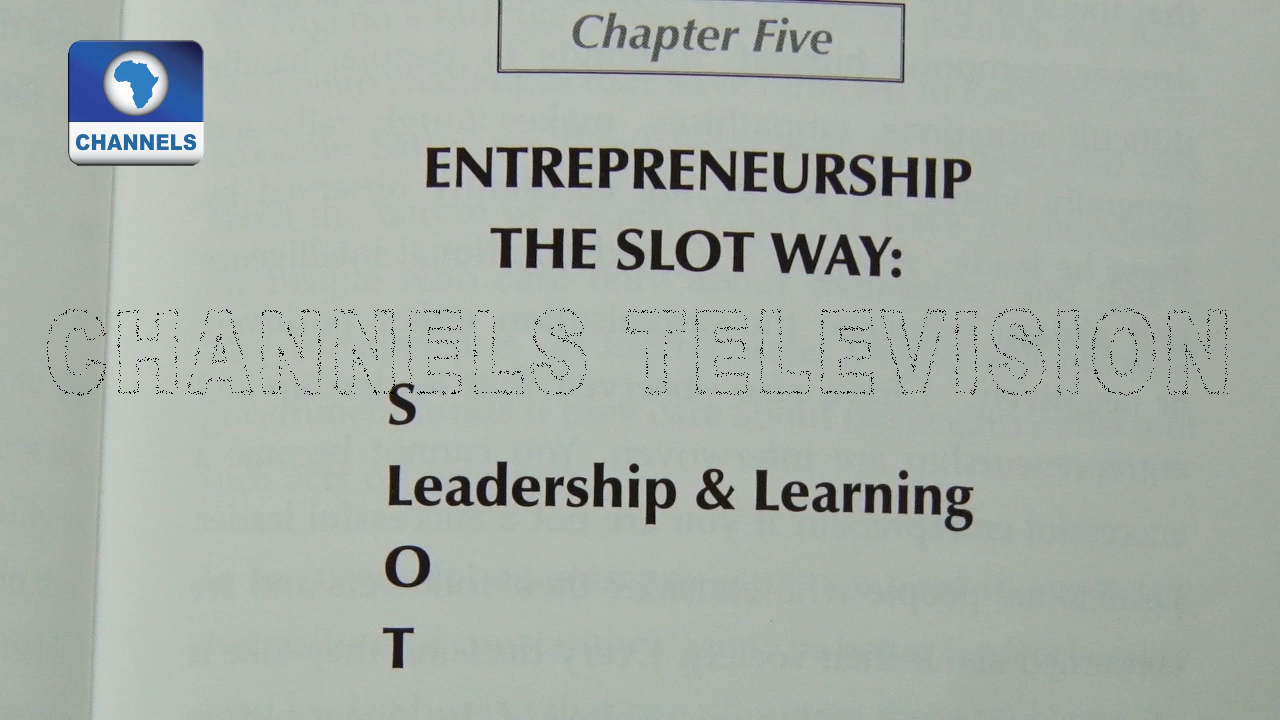 Chapter Five
CHANNELS
ENTREPRENEURSHIP
THE SLOT WAY:
CHANNELS TELEVISION
S
Leadership & Learning
O
T